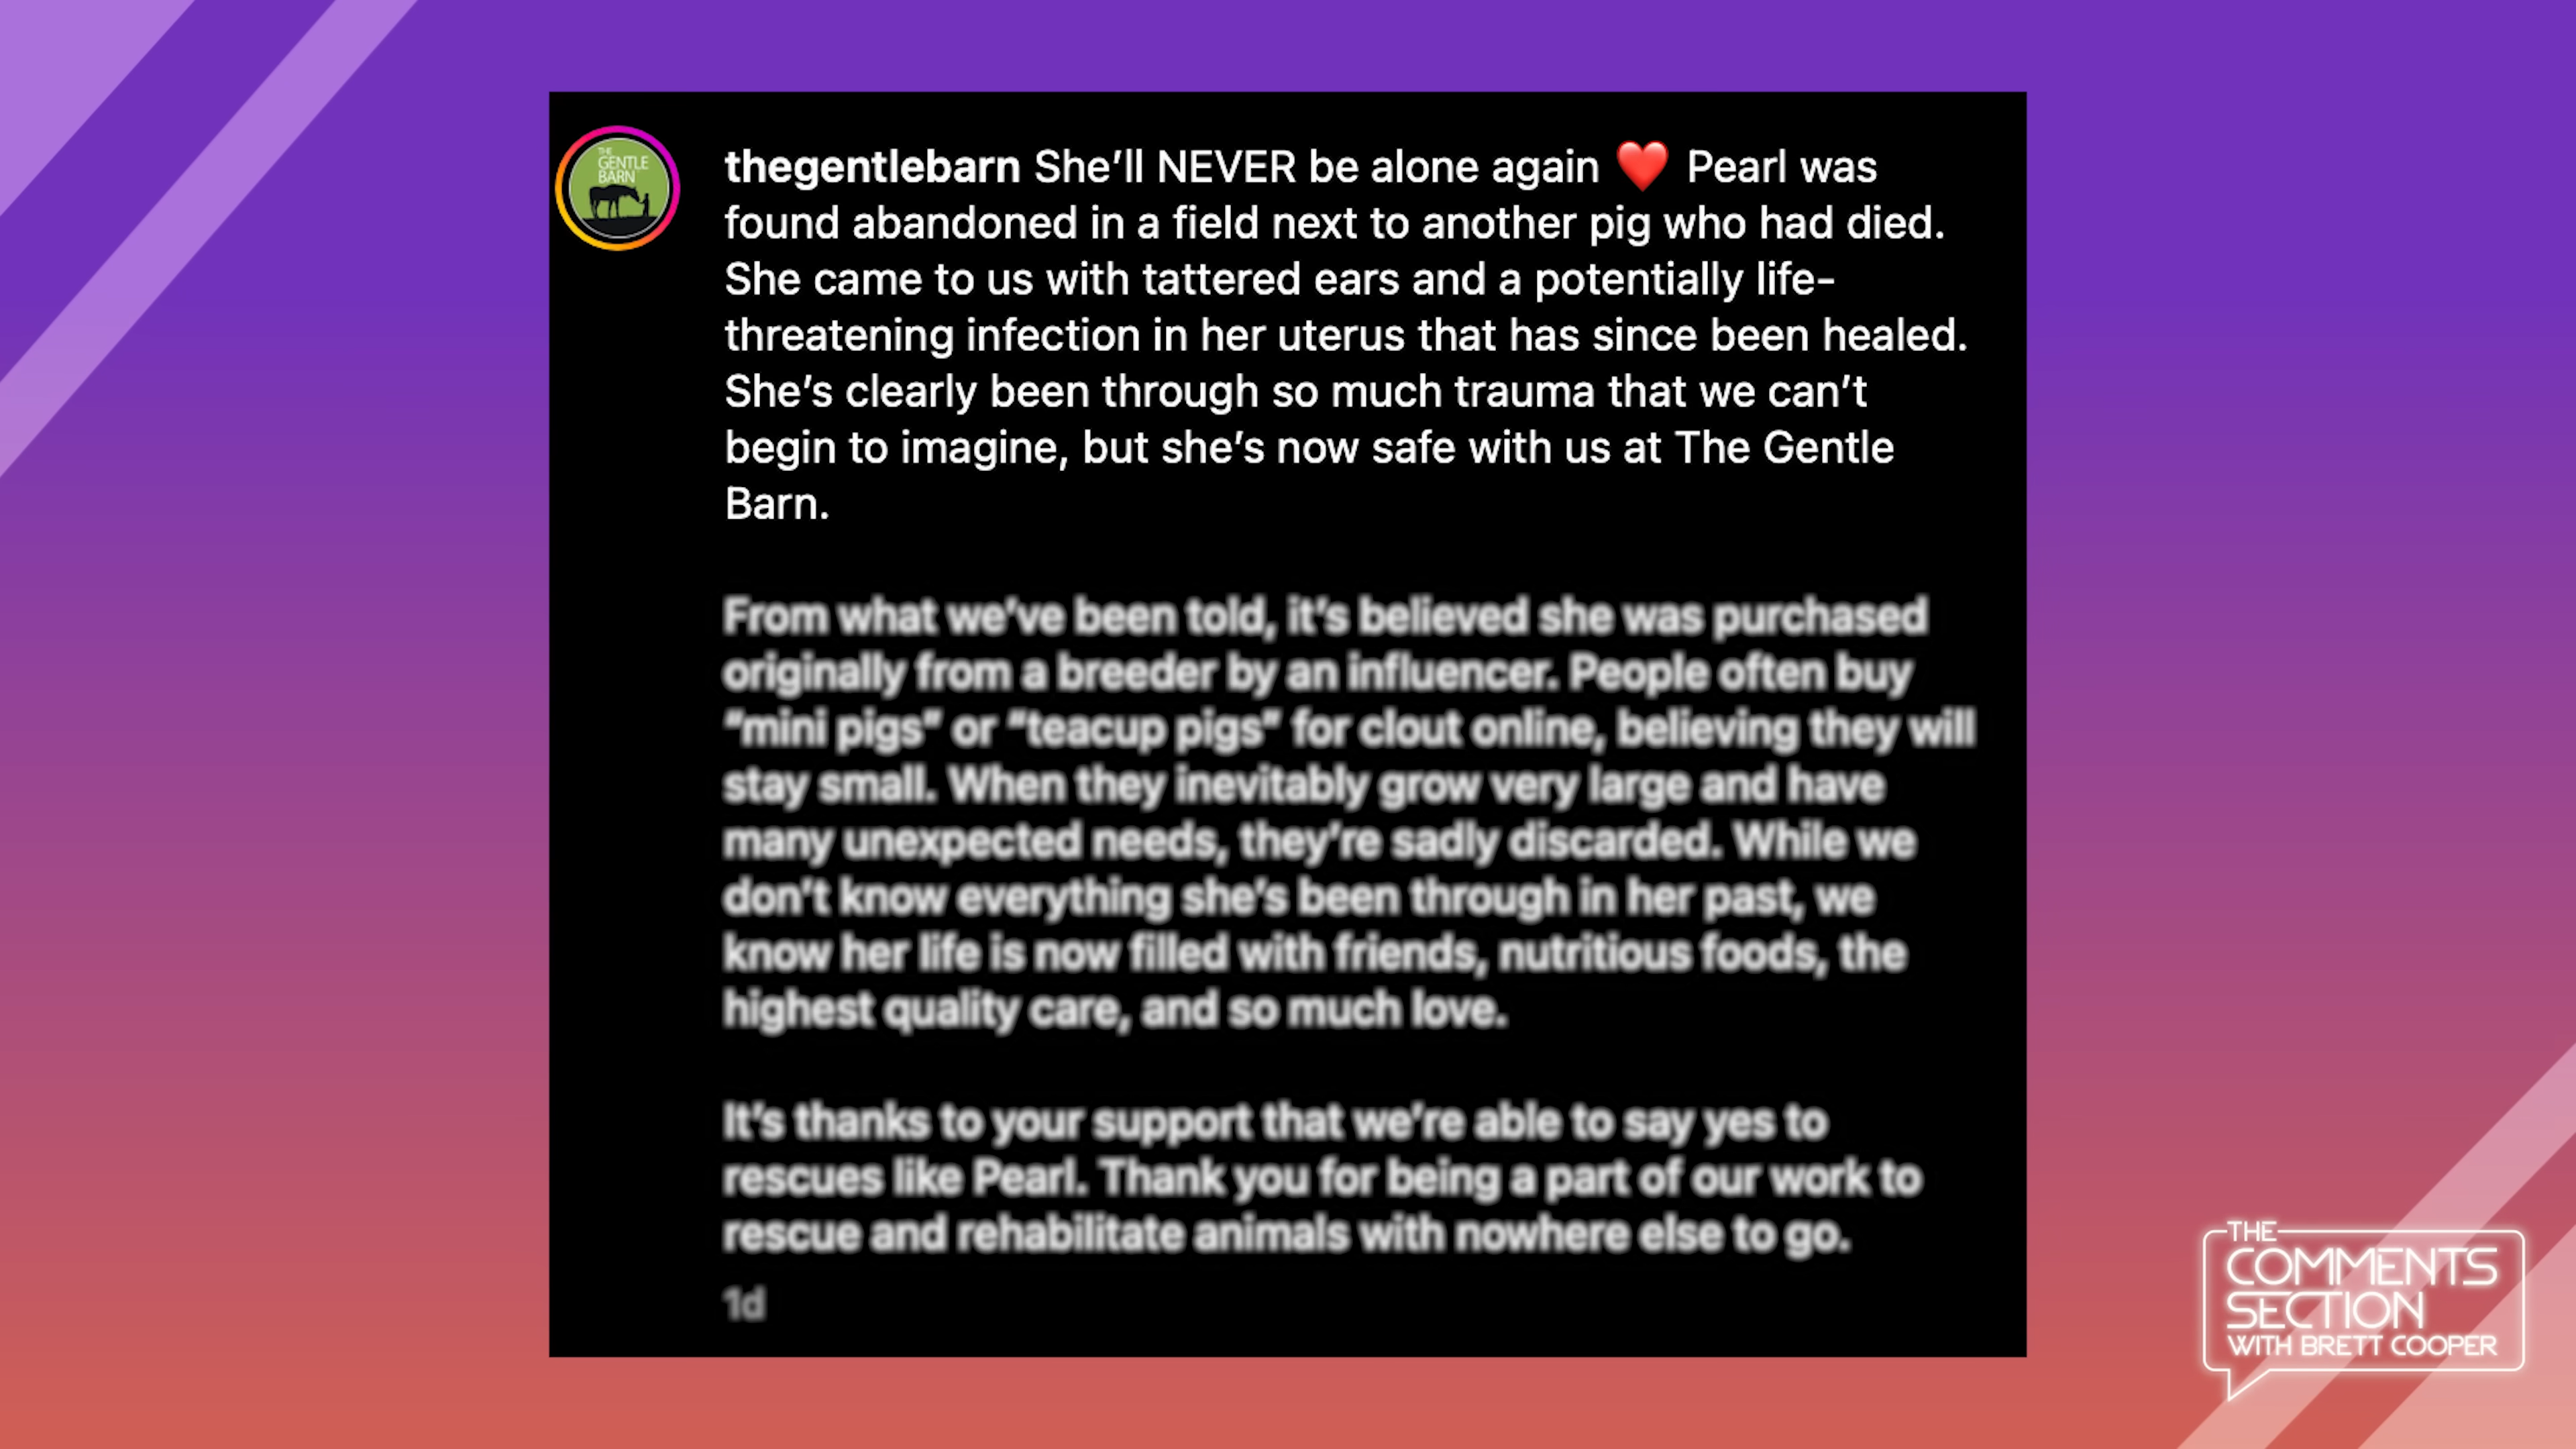 THE
GENTLE
BARN
thegentlebarn She’ll NEVER be alone again ❤️ Pearl was
found abandoned in a field next to another pig who had died.
She came to us with tattered ears and a potentially life-
threatening infection in her uterus that has since been healed.
She’s clearly been through so much trauma that we can’t
begin to imagine, but she’s now safe with us at The Gentle
Barn.
From what we’ve been told, it’s believed she was purchased
originally from a breeder by an influencer. People often buy
“mini pigs” or “teacup pigs” for clout online, believing they will
stay small. When they inevitably grow very large and have
many unexpected needs, they’re sadly discarded. While we
don’t know everything she’s been through in her past, we
know her life is now filled with friends, nutritious foods, the
highest quality care, and so much love.
It’s thanks to your support that we’re able to say yes to
rescues like Pearl. Thank you for being a part of our work to
rescue and rehabilitate animals with nowhere else to go.
1d
THE
COMMENTS
SECTION
WITH BRETT COOPER